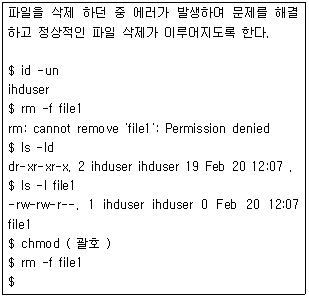 파일을 삭제 하던 중 에러가 발생하여 문제를 해결
하고 정상적인 파일 삭제가 이루어지도록 한다.
$ id -un
ihduser
$ rm -f file1
rm: cannot remove 'file1': Permission denied
$ ls -ld
dr-xr-xr-x. 2 ihduser ihduser 19 Feb 20 12:07 .
$ ls -l file1
-rw-rw-r--. 1 ihduser ihduser 0 Feb 20 12:07
file1
$ chmod ( 괄호 )
$ rm -f file1
$